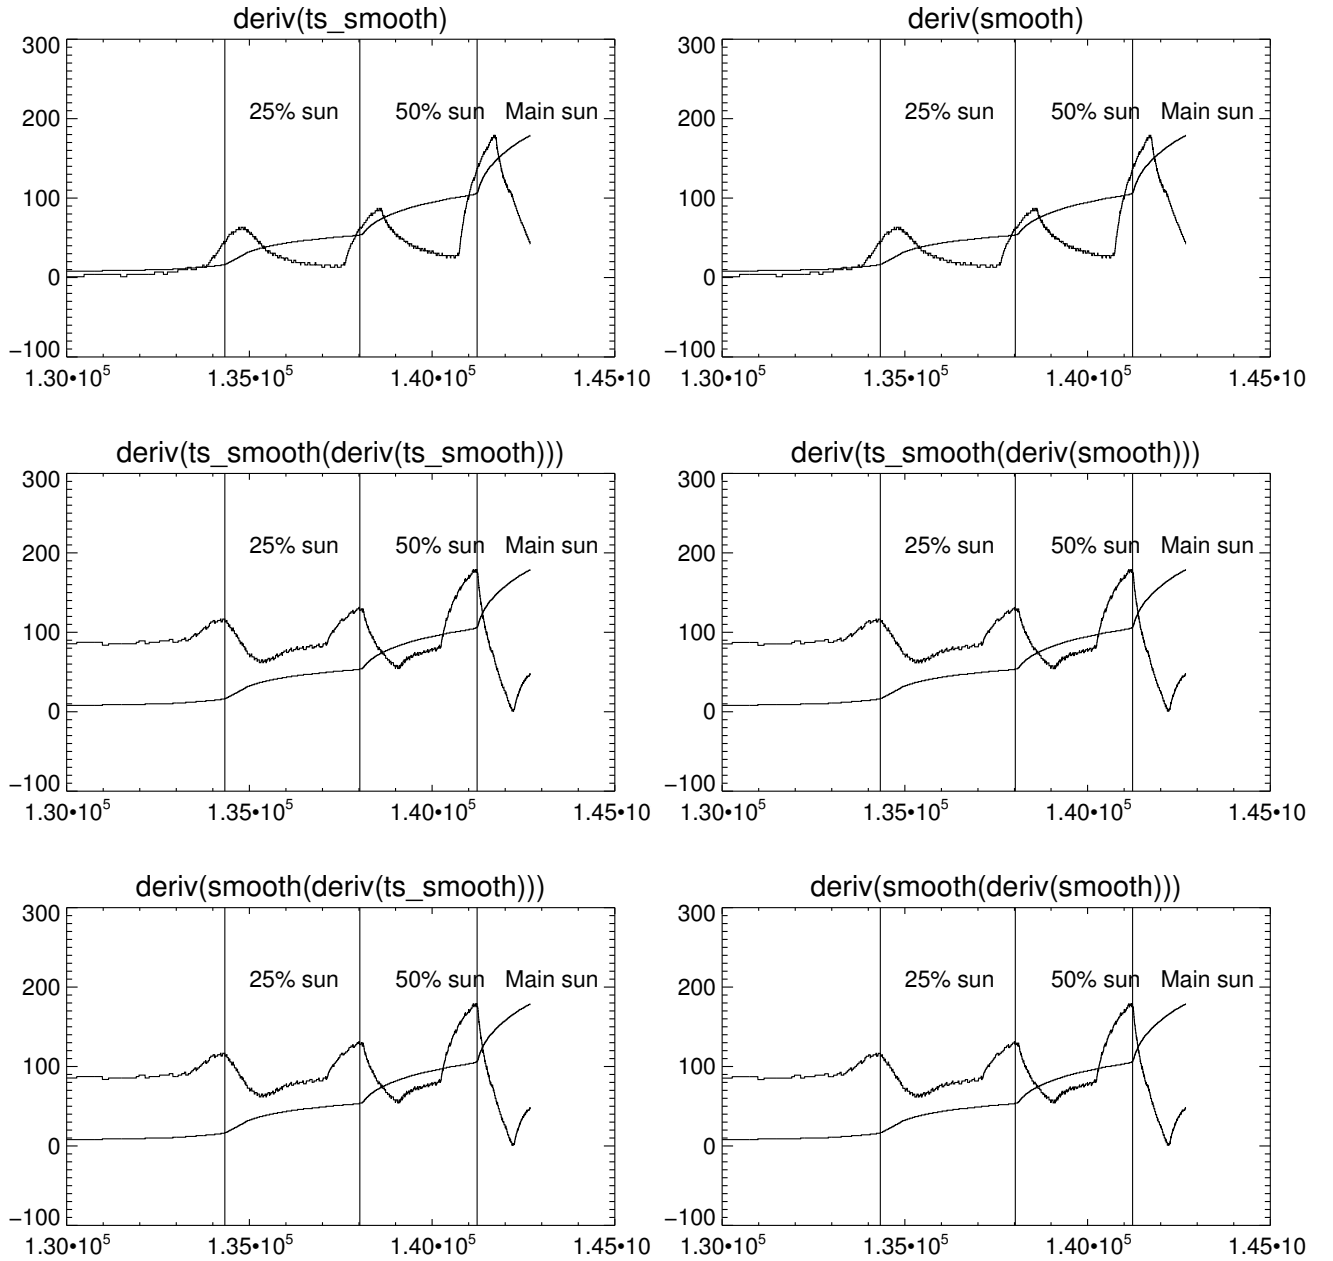 deriv(ts_smooth)
300
200
100
0
−100
25% sun
50% sun
Main sun
1.30•10⁵
1.35•10⁵
1.40•10⁵
1.45•10
deriv(smooth)
300
200
100
0
−100
25% sun
50% sun
Main sun
1.30•10⁵
1.35•10⁵
1.40•10⁵
1.45•10
deriv(ts_smooth(deriv(ts_smooth)))
300
200
100
0
−100
25% sun
50% sun
Main sun
1.30•10⁵
1.35•10⁵
1.40•10⁵
1.45•10
deriv(ts_smooth(deriv(smooth)))
300
200
100
0
−100
25% sun
50% sun
Main sun
1.30•10⁵
1.35•10⁵
1.40•10⁵
1.45•10
deriv(smooth(deriv(ts_smooth)))
300
200
100
0
−100
25% sun
50% sun
Main sun
1.30•10⁵
1.35•10⁵
1.40•10⁵
1.45•10
deriv(smooth(deriv(smooth)))
300
200
100
0
−100
25% sun
50% sun
Main sun
1.30•10⁵
1.35•10⁵
1.40•10⁵
1.45•10